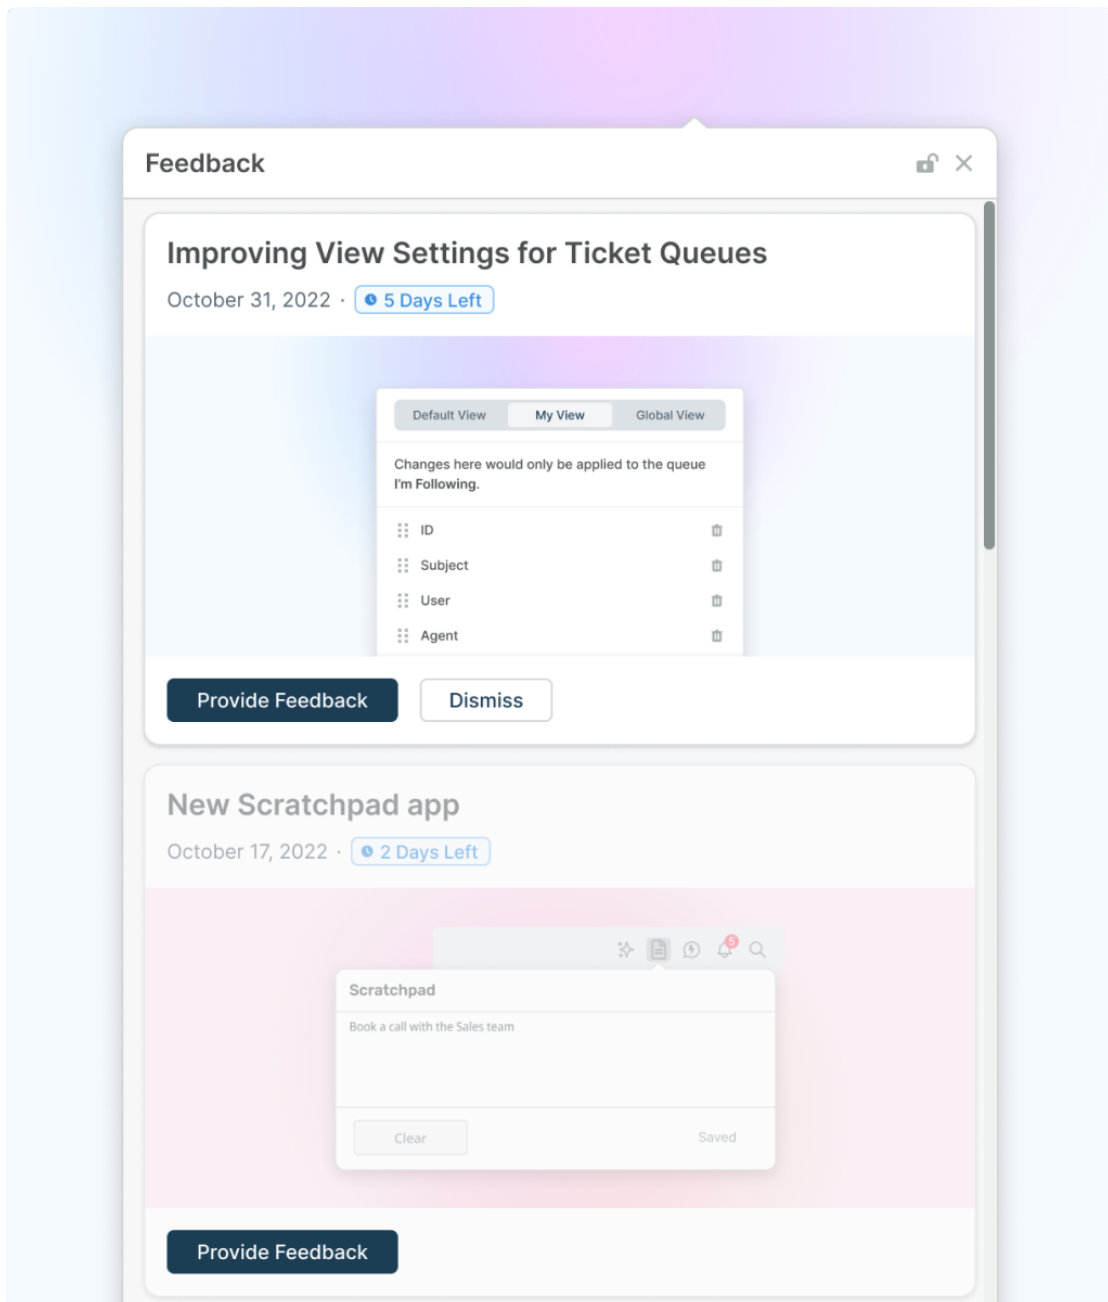 Feedback
Improving View Settings for Ticket Queues
October 31, 2022 · 5 Days Left
Default View My View Global View
Changes here would only be applied to the queue
I'm Following.
ID
Subject
User
Agent
Provide Feedback Dismiss
New Scratchpad app
October 17, 2022 · 2 Days Left
5
Scratchpad
Book a call with the Sales team
Clear Saved
Provide Feedback